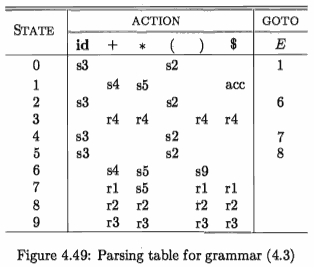 STATE ACTION GOTO
id + * ( ) $ E
0 s3 s2 1
1 s4 s5 acc
2 s3 s2 6
3 r4 r4 r4 r4
4 s3 s2 7
5 s3 s2 8
6 s4 s5 s9
7 r1 s5 r1 r1
8 r2 r2 r2 r2
9 r3 r3 r3 r3
Figure 4.49: Parsing table for grammar (4.3)